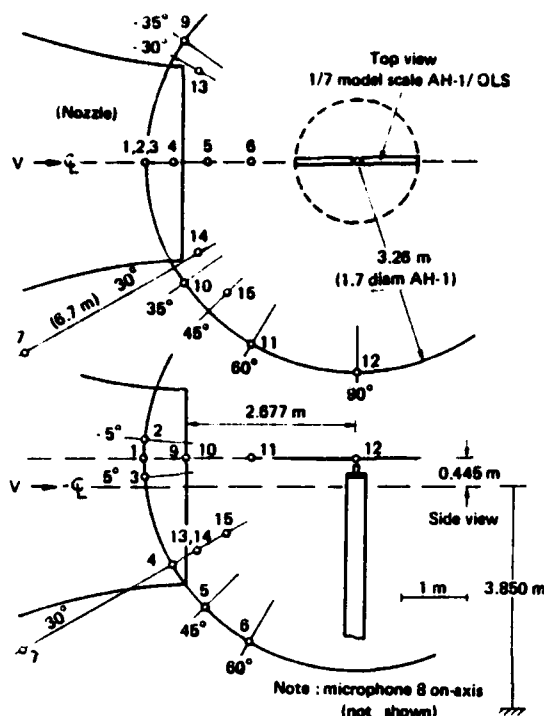 - 35°
9
- 30°
13
Top view
1/7 model scale AH-1/ OLS
(Nozzle)
V
1,2,3
4
5
6
14
3.26 m
(1.7 diam AH-1)
30°
(6.7 m)
10
15
35°
45°
7
11
60°
12
90°
2.677 m
- 5°
2
1
9
10
11
12
5°
3
0.445 m
V
Side view
15
13,14
4
5
1 m
3.850 m
30°
7
45°
6
60°
Note : microphone 8 on-axis
(not shown)